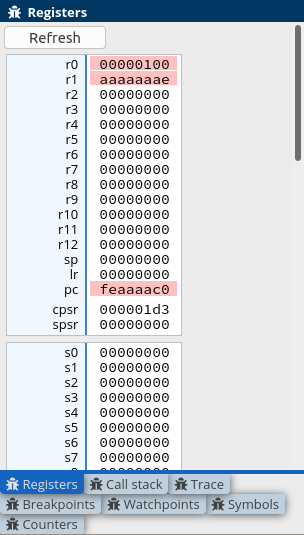 Registers
Refresh
r0 00000100
r1 aaaaaaae
r2 00000000
r3 00000000
r4 00000000
r5 00000000
r6 00000000
r7 00000000
r8 00000000
r9 00000000
r10 00000000
r11 00000000
r12 00000000
sp 00000000
lr 00000000
pc feaaaac0
cpsr 000001d3
spsr 00000000
s0 00000000
s1 00000000
s2 00000000
s3 00000000
s4 00000000
s5 00000000
s6 00000000
s7 00000000
Registers Call stack Trace
Breakpoints Watchpoints Symbols
Counters